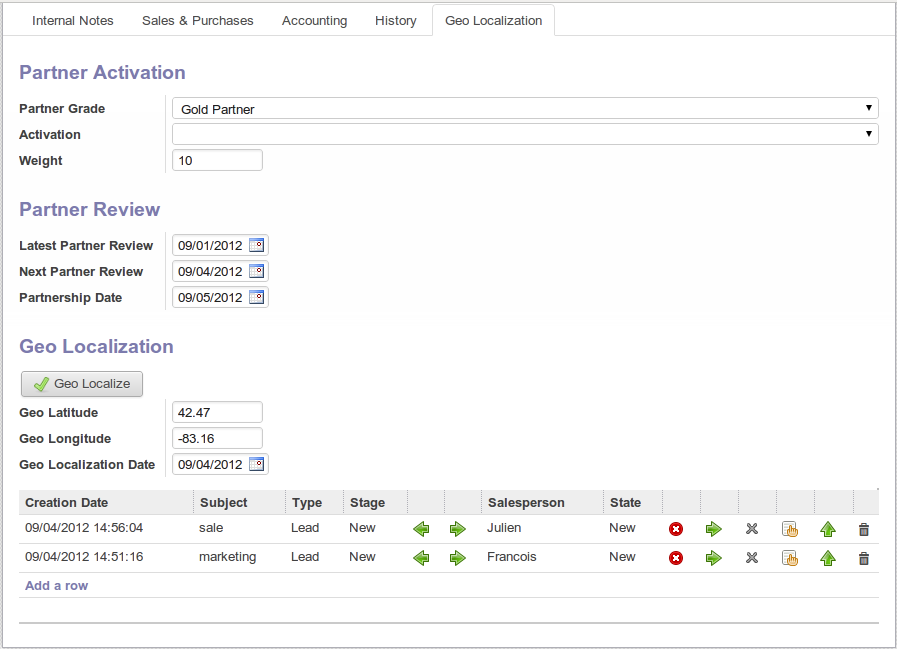 Internal Notes Sales & Purchases Accounting History Geo Localization
Partner Activation
Partner Grade Gold Partner
Activation
Weight 10
Partner Review
Latest Partner Review 09/01/2012
Next Partner Review 09/04/2012
Partnership Date 09/05/2012
Geo Localization
Geo Localize
Geo Latitude 42.47
Geo Longitude -83.16
Geo Localization Date 09/04/2012
Creation Date Subject Type Stage Salesperson State
09/04/2012 14:56:04 sale Lead New Julien New
09/04/2012 14:51:16 marketing Lead New Francois New
Add a row